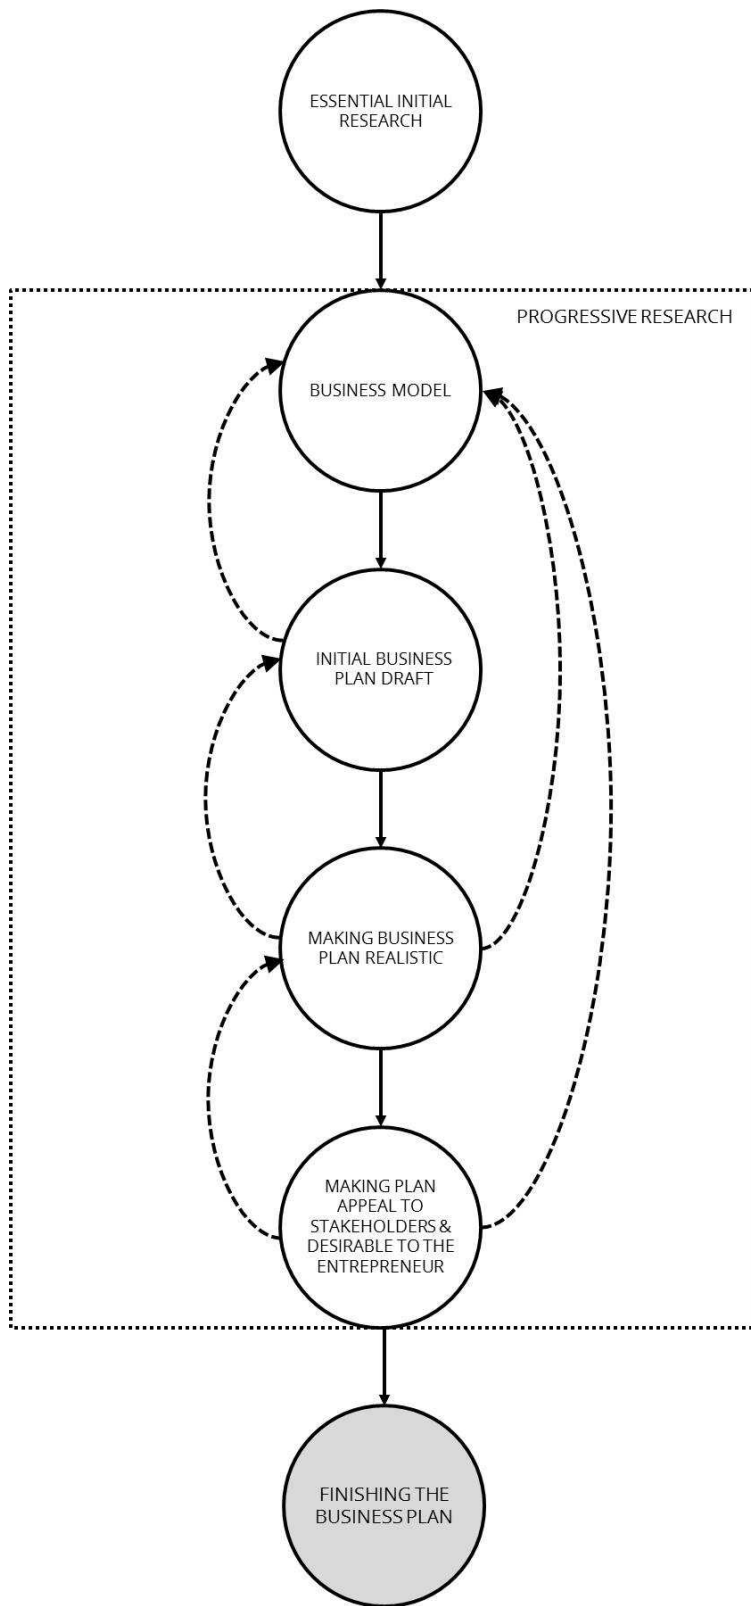 ESSENTIAL INITIAL
RESEARCH
PROGRESSIVE RESEARCH
BUSINESS MODEL
INITIAL BUSINESS
PLAN DRAFT
MAKING BUSINESS
PLAN REALISTIC
MAKING PLAN
APPEAL TO
STAKEHOLDERS &
DESIRABLE TO THE
ENTREPRENEUR
FINISHING THE
BUSINESS PLAN